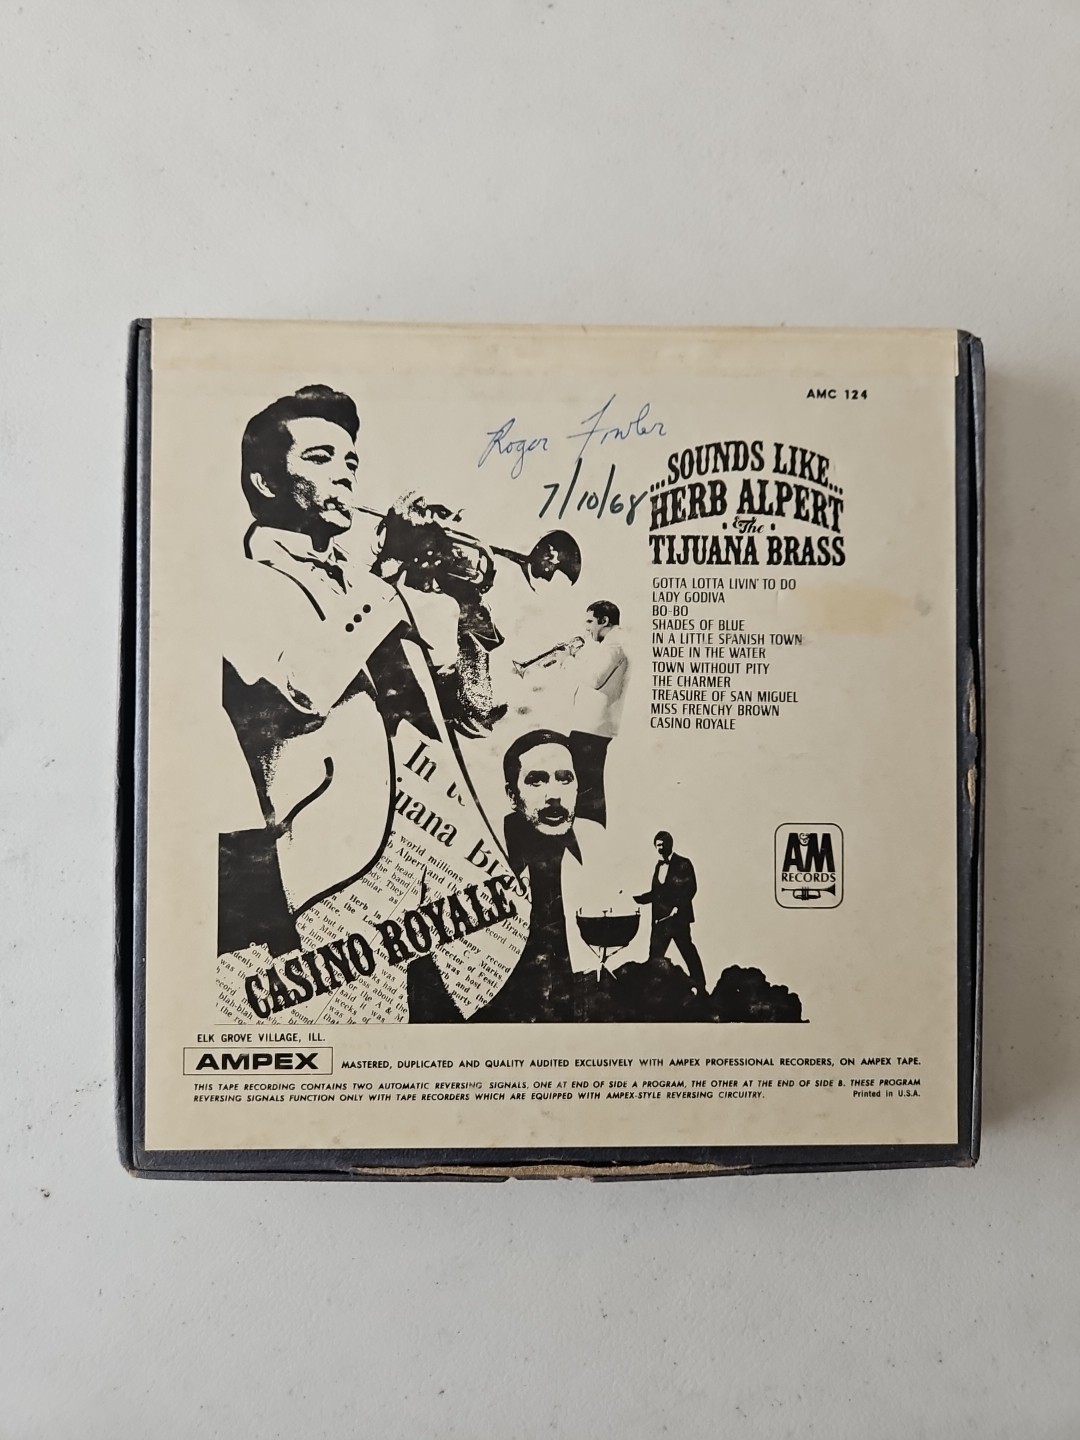 AMC 124
Roger Fowler
7/10/68
...SOUNDS LIKE...
HERB ALPERT
& The
TIJUANA BRASS
GOTTA LOTTA LIVIN' TO DO
LADY GODIVA
BO-BO
SHADES OF BLUE
IN A LITTLE SPANISH TOWN
WADE IN THE WATER
TOWN WITHOUT PITY
THE CHARMER
TREASURE OF SAN MIGUEL
MISS FRENCHY BROWN
CASINO ROYALE
In
CASINO ROYALE
A&M
RECORDS
ELK GROVE VILLAGE, ILL.
AMPEX MASTERED, DUPLICATED AND QUALITY AUDITED EXCLUSIVELY WITH AMPEX PROFESSIONAL RECORDERS, ON AMPEX TAPE.
THIS TAPE RECORDING CONTAINS TWO AUTOMATIC REVERSING SIGNALS, ONE AT END OF SIDE A PROGRAM, THE OTHER AT THE END OF SIDE B. THESE PROGRAM
REVERSING SIGNALS FUNCTION ONLY WITH TAPE RECORDERS WHICH ARE EQUIPPED WITH AMPEX-STYLE REVERSING CIRCUITRY. Printed in U.S.A.